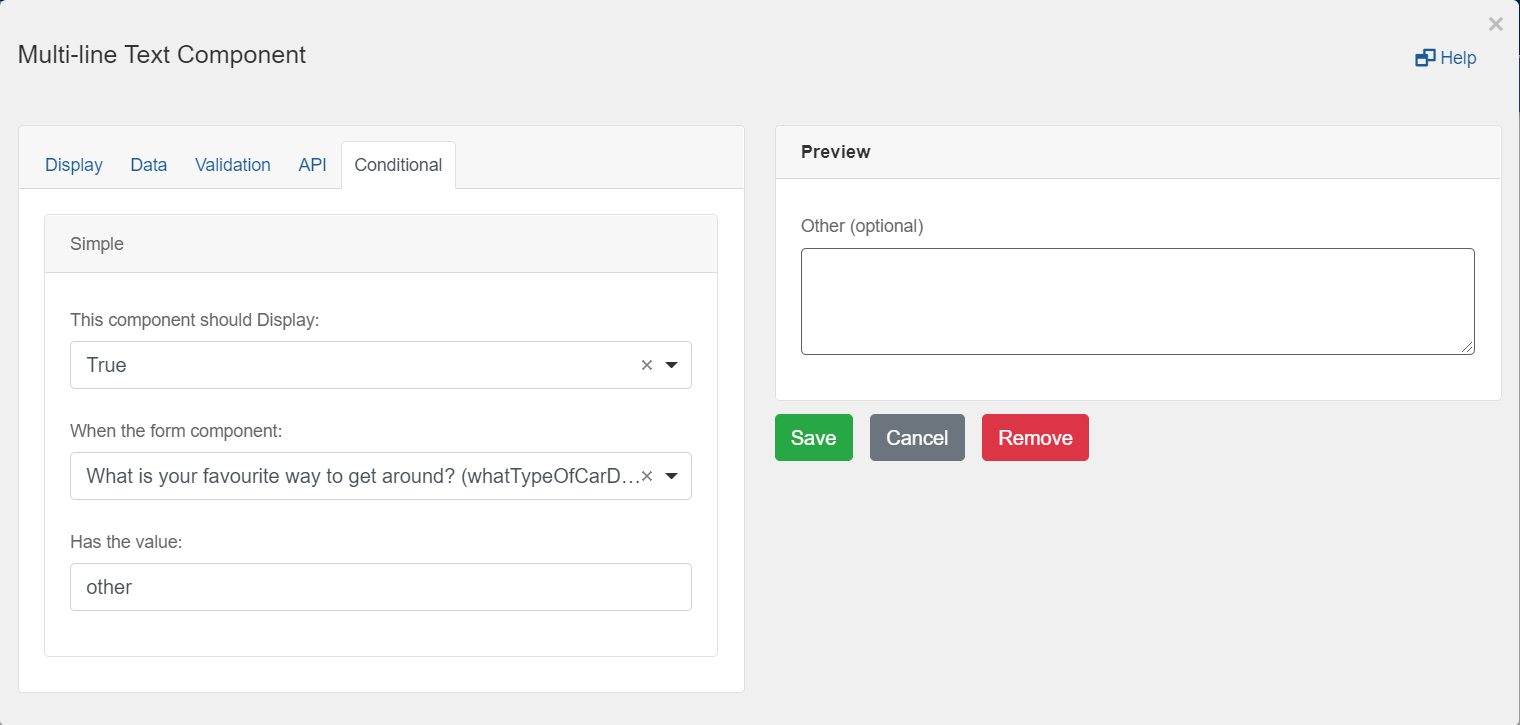 ×
Multi-line Text Component
Help
Display Data Validation API Conditional
Simple
This component should Display:
True ×
When the form component:
What is your favourite way to get around? (whatTypeOfCarD...×
Has the value:
other
Preview
Other (optional)
Save Cancel Remove